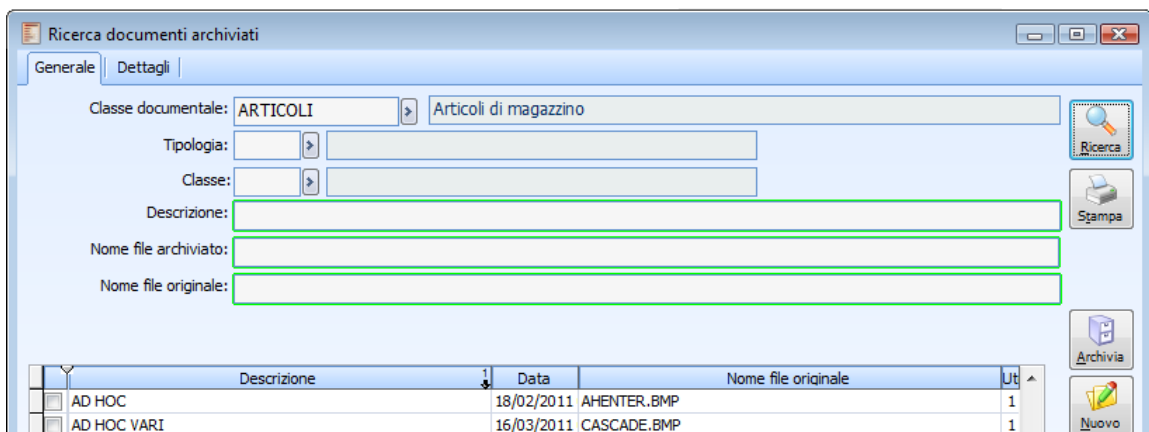 Ricerca documenti archiviati
Generale Dettagli
Classe documentale: ARTICOLI Articoli di magazzino
Ricerca
Tipologia:
Classe:
Descrizione:
Stampa
Nome file archiviato:
Nome file originale:
Archivia
Descrizione 1 Data Nome file originale Ut
AD HOC 18/02/2011 AHENTER.BMP 1
AD HOC VARI 16/03/2011 CASCADE.BMP 1
Nuovo